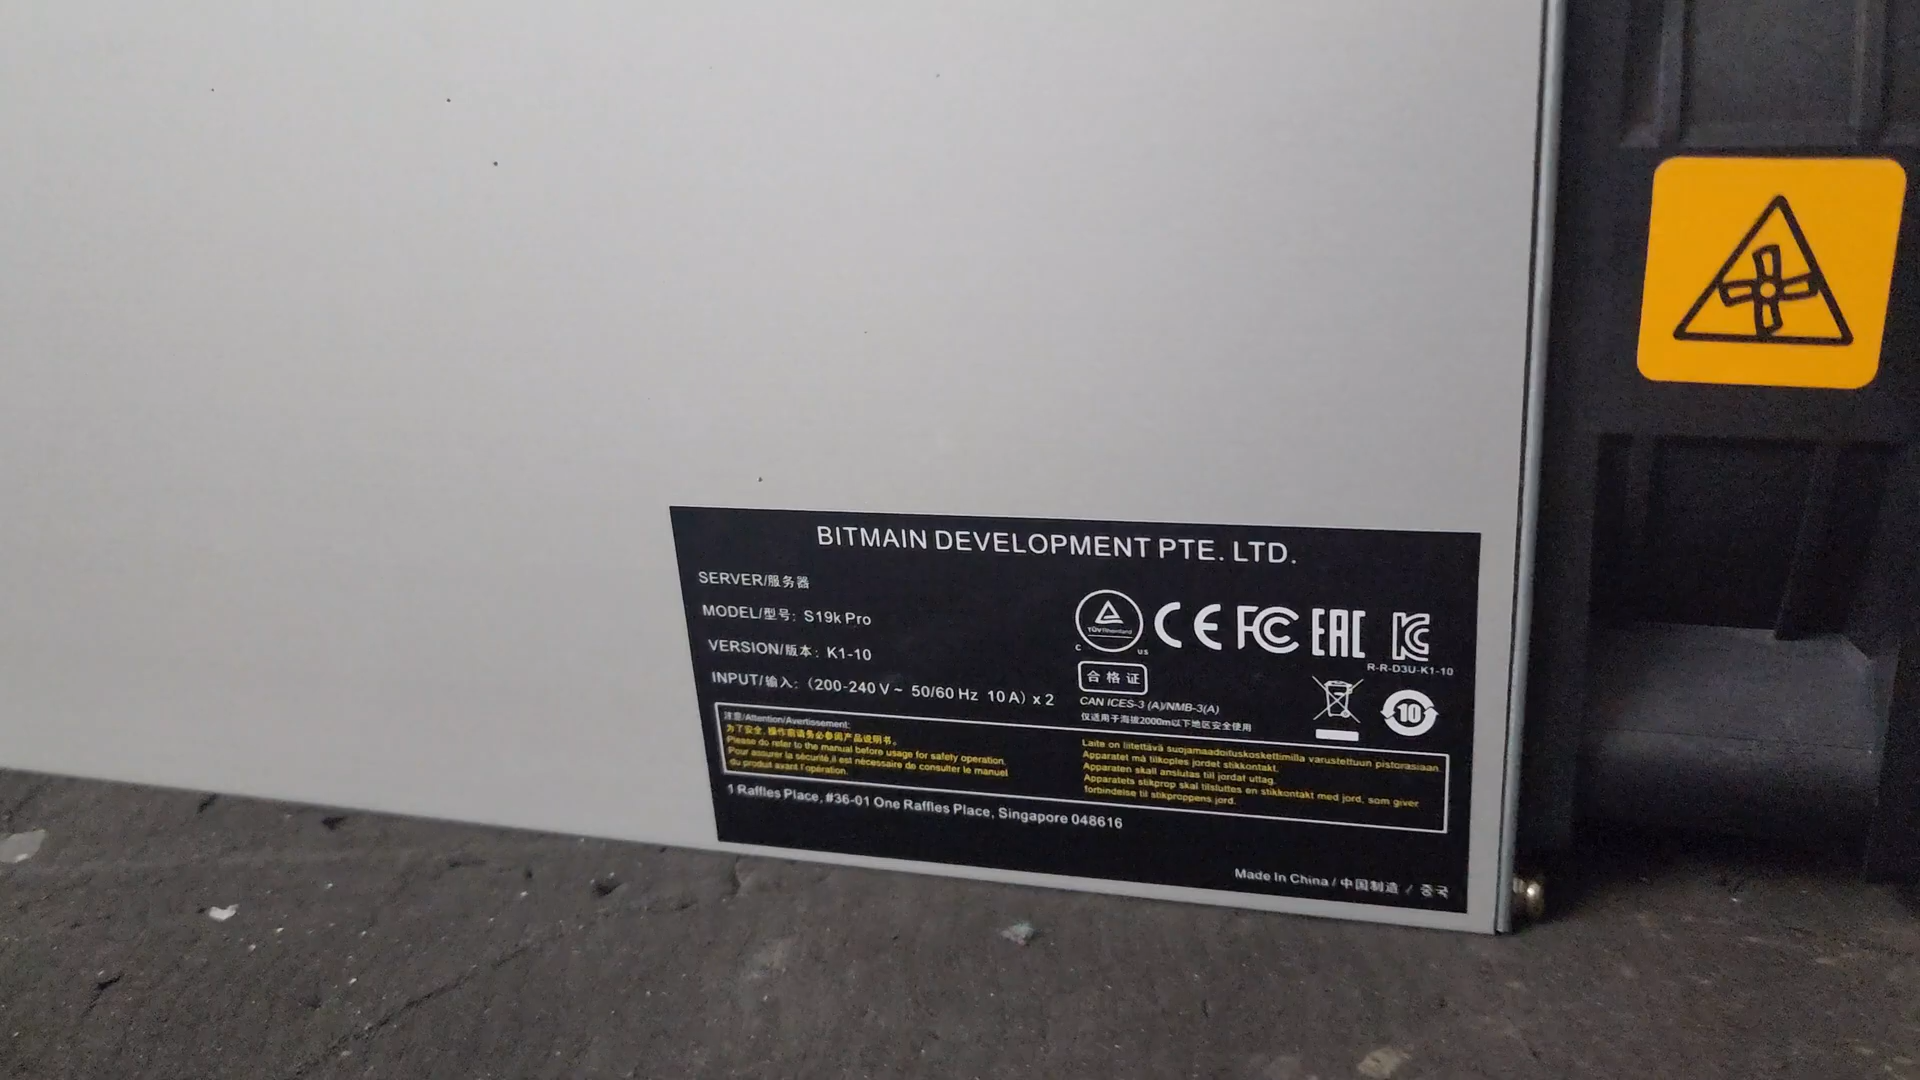 BITMAIN DEVELOPMENT PTE. LTD.
SERVER/服务器
MODEL/型号: S19k Pro
VERSION/版本: K1-10
INPUT/输入: (200-240 V ~ 50/60 Hz 10 A) x 2
TÜVRheinland
C US
CE FC EAC KC
R-R-D3U-K1-10
合格证
10
CAN ICES-3 (A)/NMB-3(A)
仅适用于海拔2000m以下地区安全使用
注意/Attention/Avertissement:
为了安全, 操作前请务必参阅产品说明书。
Please do refer to the manual before usage for safety operation.
Pour assurer la sécurité,il est nécessaire de consulter le manuel
du produit avant l'opération.
Laite on liitettävä suojamaadoituskoskettimilla varustettuun pistorasiaan.
Apparatet må tilkoples jordet stikkontakt.
Apparaten skall anslutas till jordat uttag.
Apparatets stikprop skal tilsluttes en stikkontakt med jord, som giver
forbindelse til stikproppens jord.
1 Raffles Place, #36-01 One Raffles Place, Singapore 048616
Made In China / 中国制造 / 중국